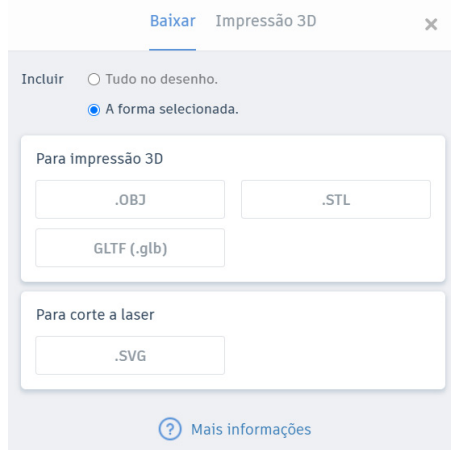 Baixar Impressão 3D
Incluir Tudo no desenho.
A forma selecionada.
Para impressão 3D
.OBJ .STL
GLTF (.glb)
Para corte a laser
.SVG
? Mais informações